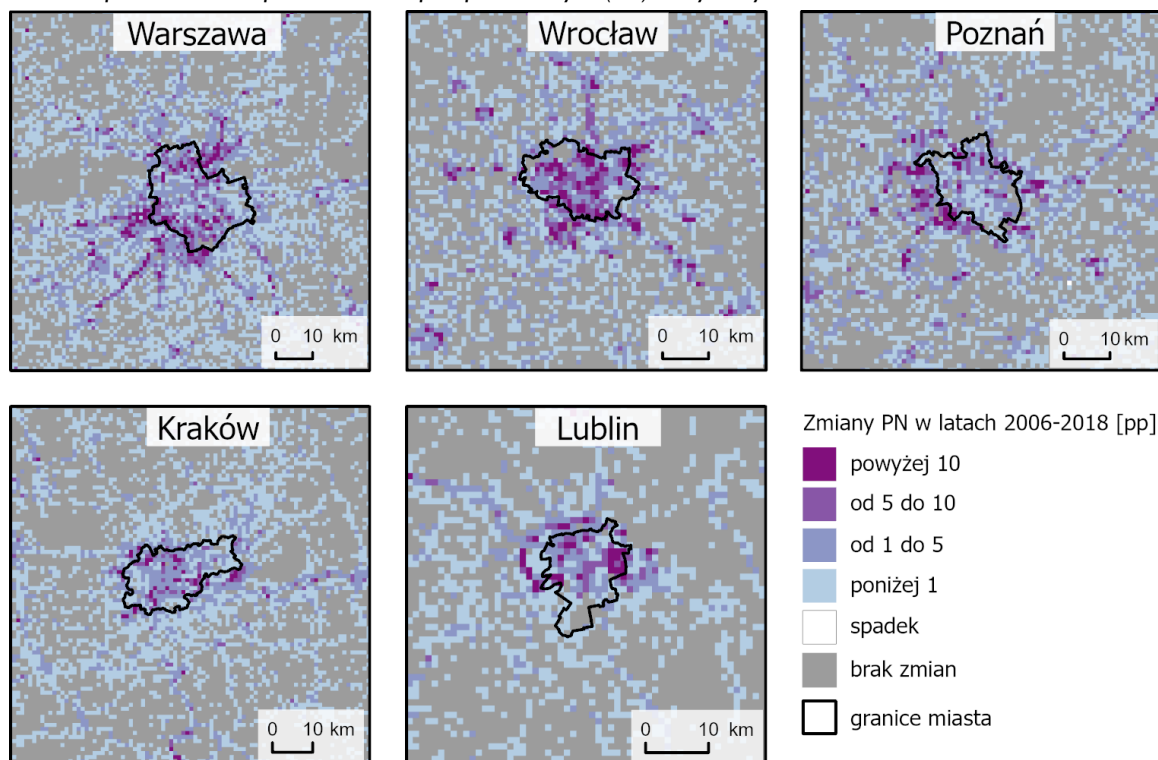 Warszawa
Wrocław
Poznań
0 10 km
0 10 km
0 10 km
Kraków
Lublin
0 10 km
0 10 km
Zmiany PN w latach 2006-2018 [pp]
powyżej 10
od 5 do 10
od 1 do 5
poniżej 1
spadek
brak zmian
granice miasta